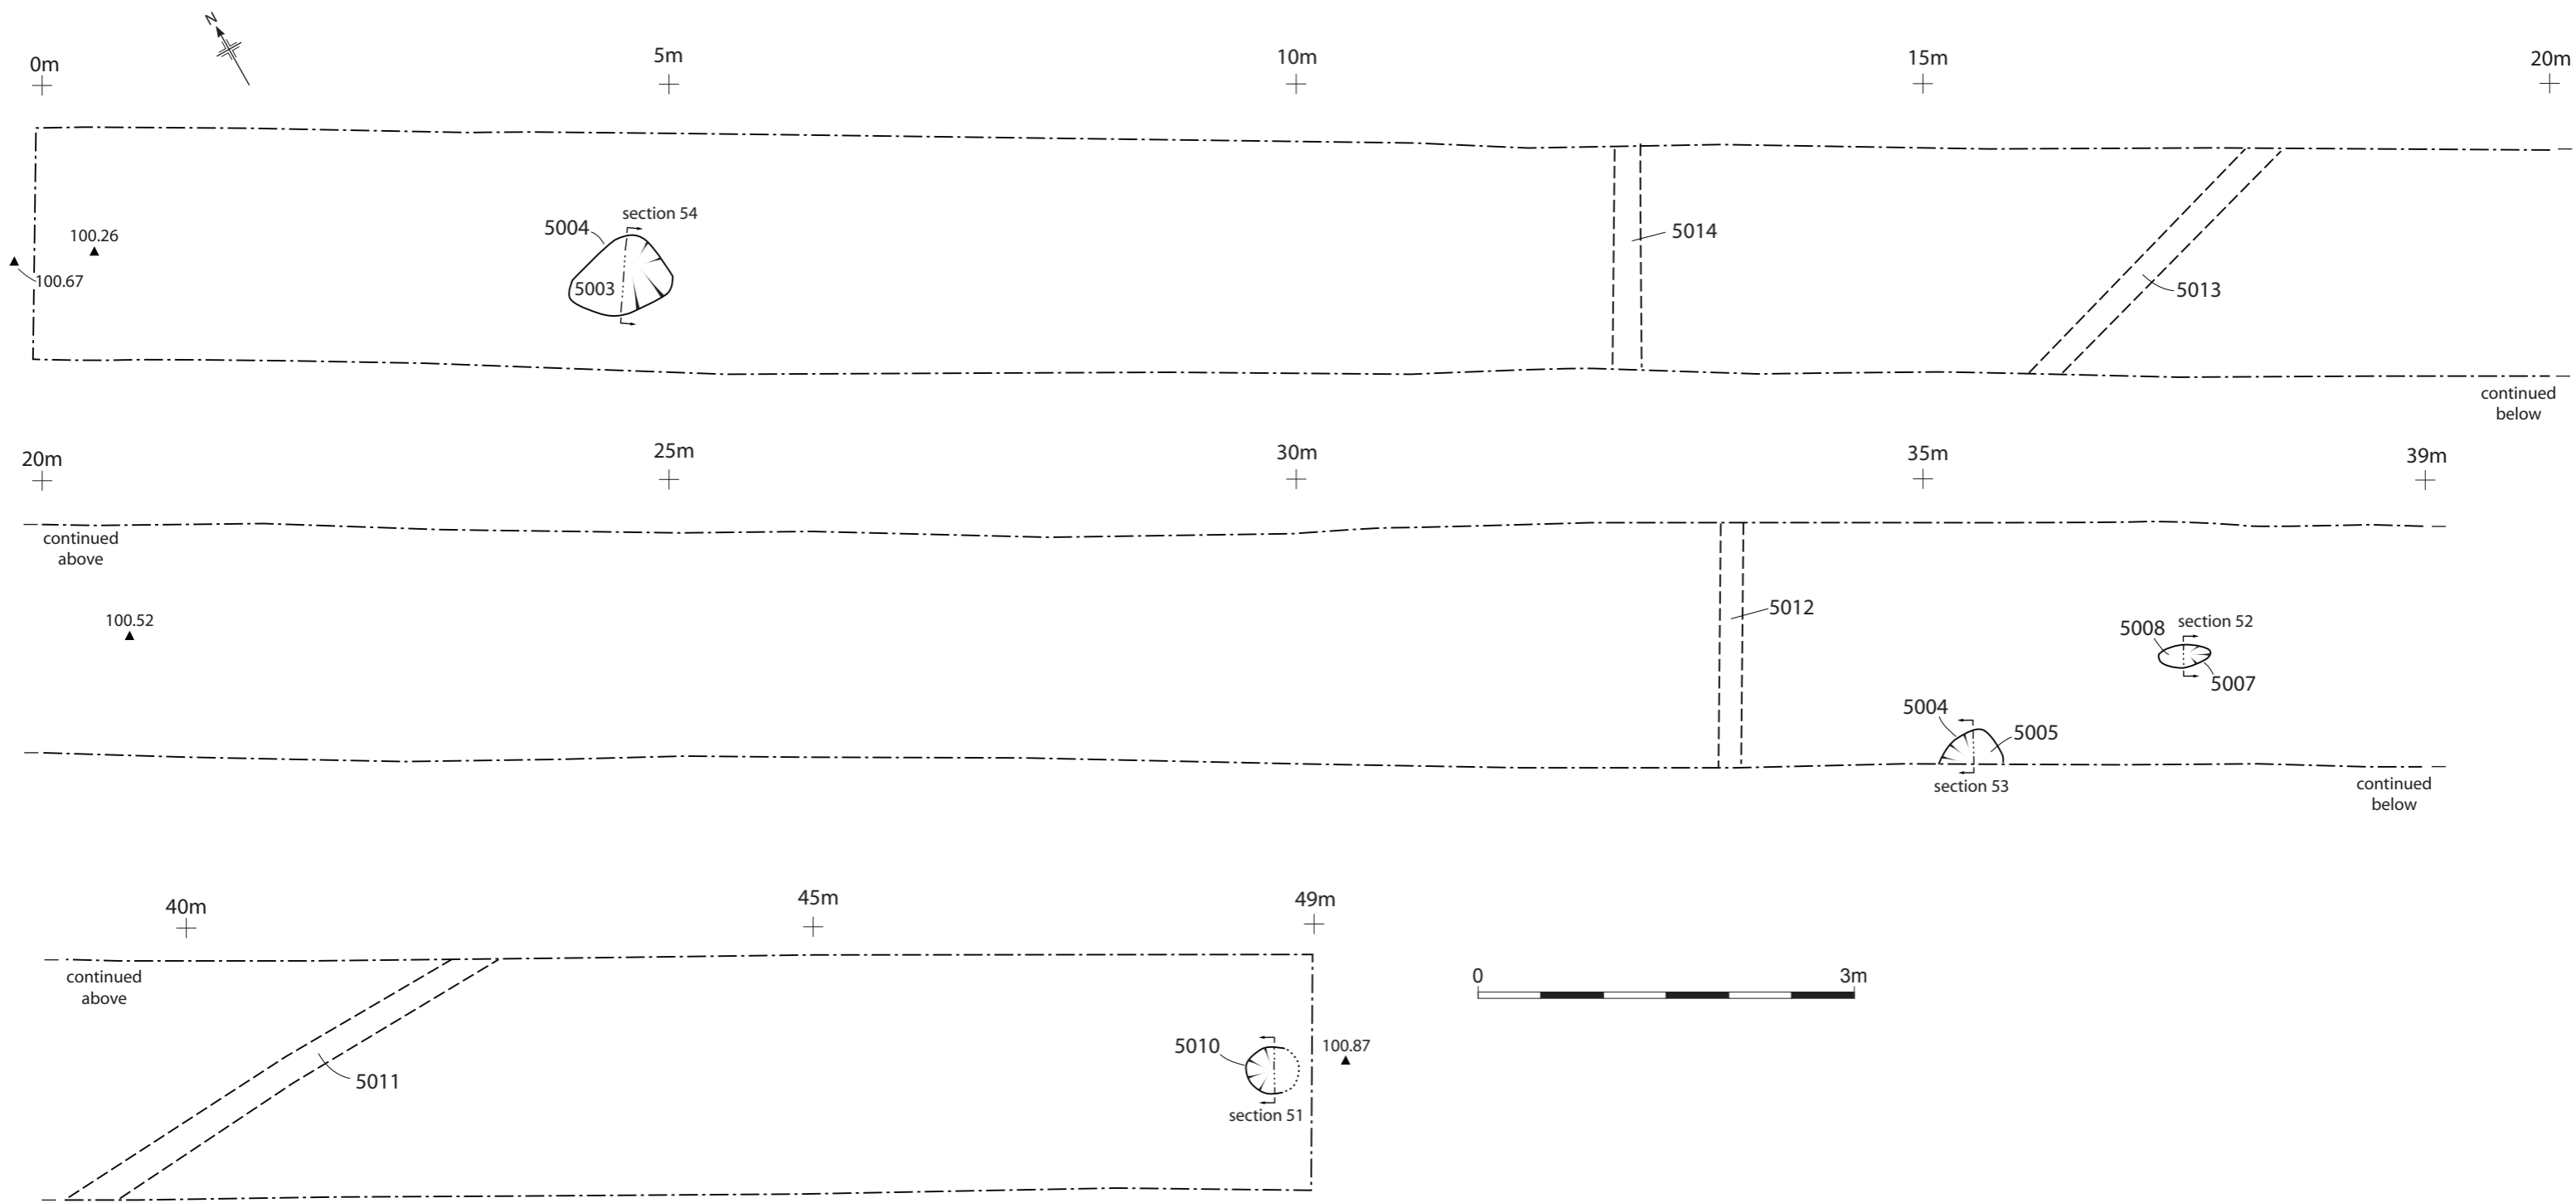 N
0m
5m
10m
15m
20m
100.26
100.67
5004
section 54
5003
5014
5013
continued
below
20m
25m
30m
35m
39m
continued
above
100.52
5012
5008
section 52
5007
5004
5005
section 53
continued
below
40m
45m
49m
continued
above
5011
5010
section 51
100.87
0
3m